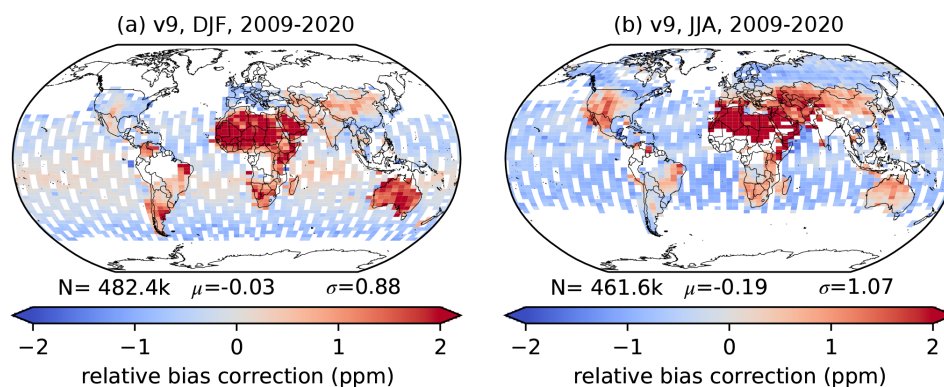 (a) v9, DJF, 2009-2020
N= 482.4k μ=-0.03 σ=0.88
−2 −1 0 1 2
relative bias correction (ppm)
(b) v9, JJA, 2009-2020
N= 461.6k μ=-0.19 σ=1.07
−2 −1 0 1 2
relative bias correction (ppm)